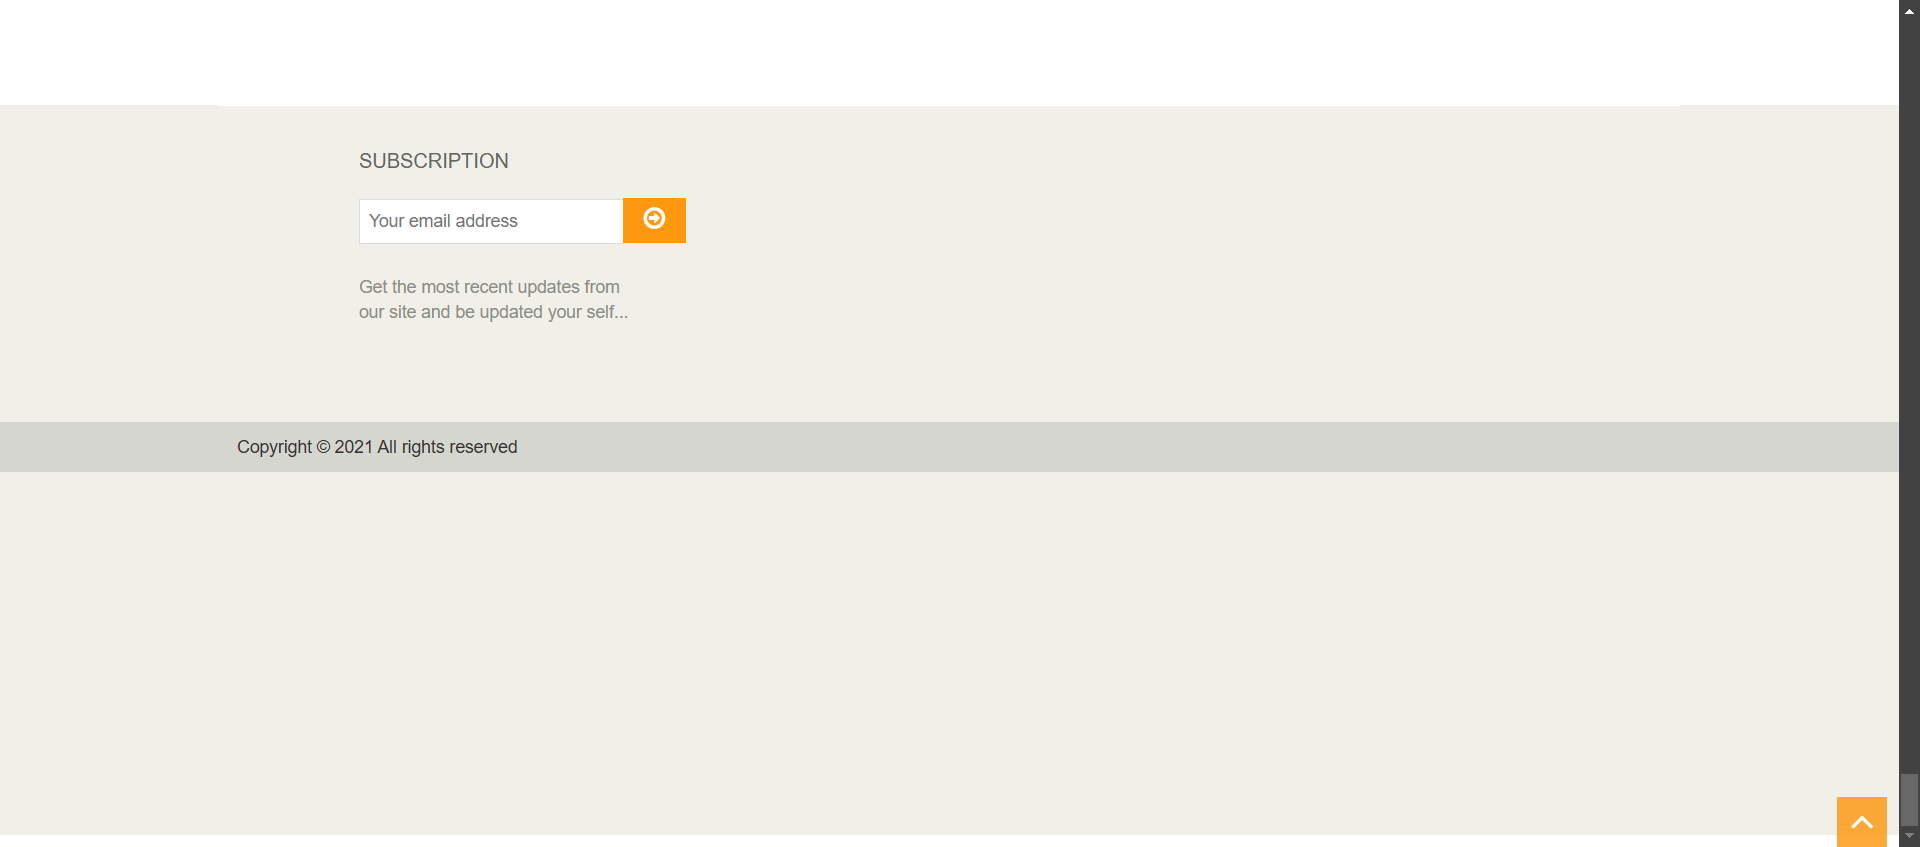 SUBSCRIPTION
Your email address
Get the most recent updates from
our site and be updated your self...
Copyright © 2021 All rights reserved